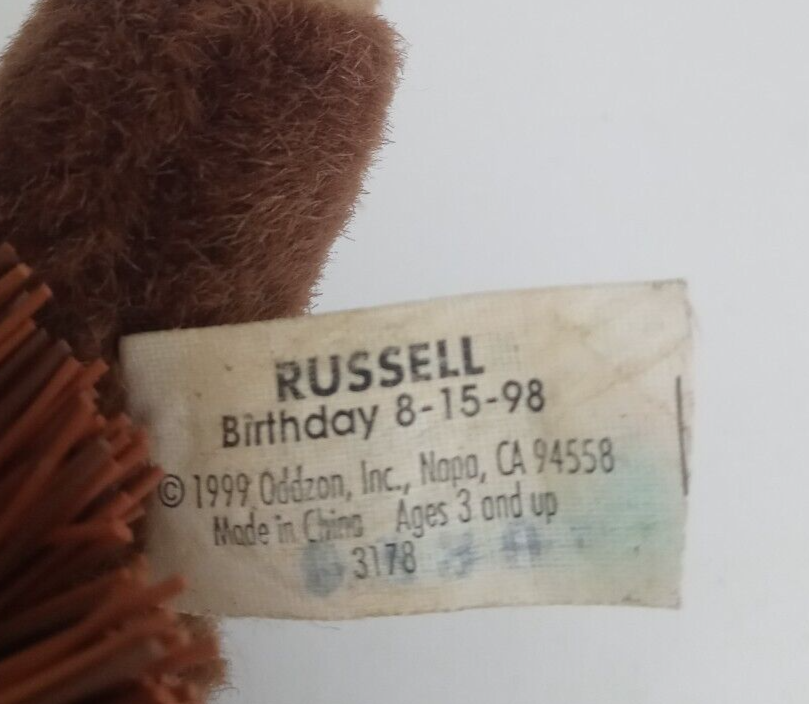 RUSSELL
Birthday 8-15-98
© 1999 Oddzon, Inc., Napa, CA 94558
Made in China Ages 3 and up
3178